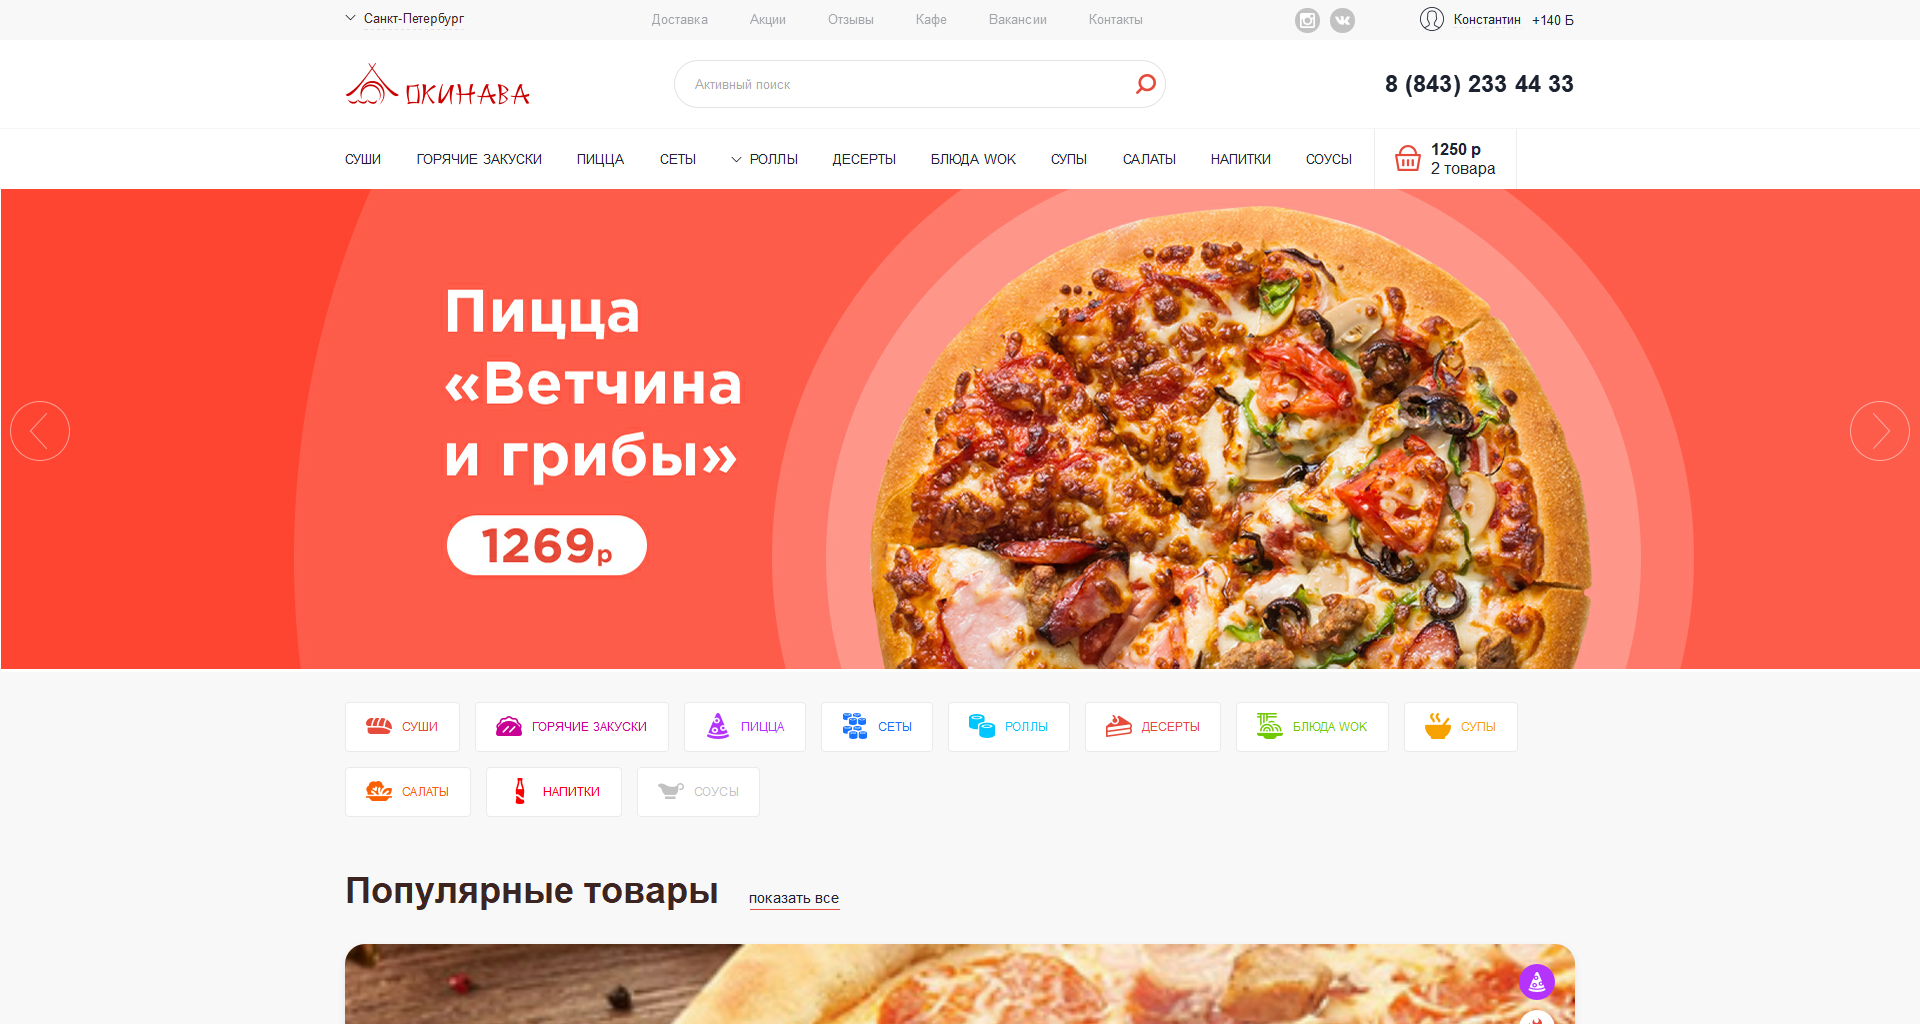 Санкт-Петербург
Доставка
Акции
Отзывы
Кафе
Вакансии
Контакты
Константин
+140 Б
ОКИНАВА
Активный поиск
8 (843) 233 44 33
СУШИ
ГОРЯЧИЕ ЗАКУСКИ
ПИЦЦА
СЕТЫ
РОЛЛЫ
ДЕСЕРТЫ
БЛЮДА WOK
СУПЫ
САЛАТЫ
НАПИТКИ
СОУСЫ
1250 р
2 товара
Пицца
«Ветчина
и грибы»
1269р
СУШИ
ГОРЯЧИЕ ЗАКУСКИ
ПИЦЦА
СЕТЫ
РОЛЛЫ
ДЕСЕРТЫ
БЛЮДА WOK
СУПЫ
САЛАТЫ
НАПИТКИ
СОУСЫ
Популярные товары
показать все